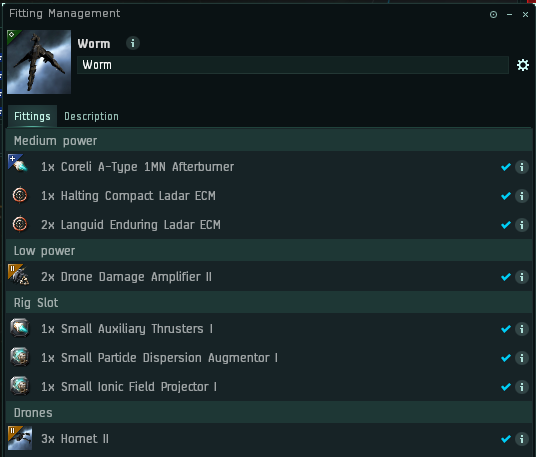 Fitting Management
Worm
Worm
Fittings Description
Medium power
1x Coreli A-Type 1MN Afterburner
1x Halting Compact Ladar ECM
2x Languid Enduring Ladar ECM
Low power
2x Drone Damage Amplifier II
Rig Slot
1x Small Auxiliary Thrusters I
1x Small Particle Dispersion Augmentor I
1x Small Ionic Field Projector I
Drones
3x Hornet II